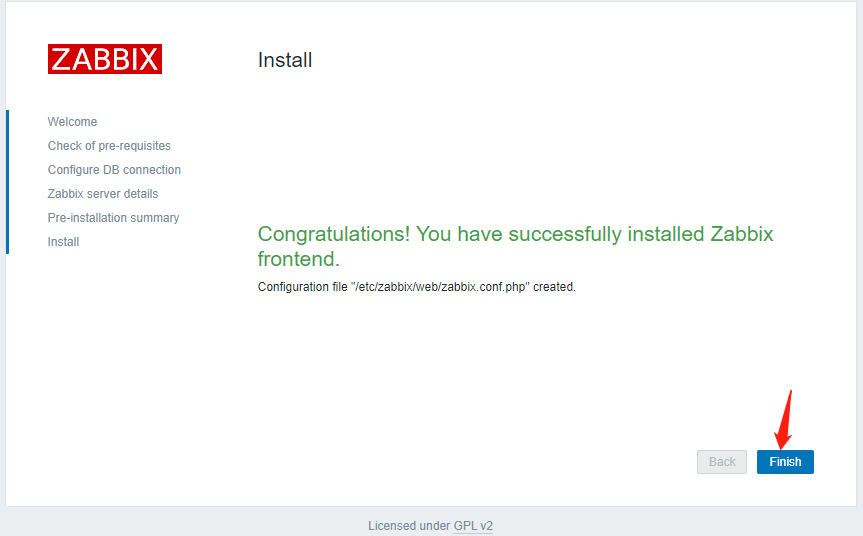 ZABBIX
Install
Welcome
Check of pre-requisites
Configure DB connection
Zabbix server details
Pre-installation summary
Install
Congratulations! You have successfully installed Zabbix
frontend.
Configuration file "/etc/zabbix/web/zabbix.conf.php" created.
Back
Finish
Licensed under GPL v2